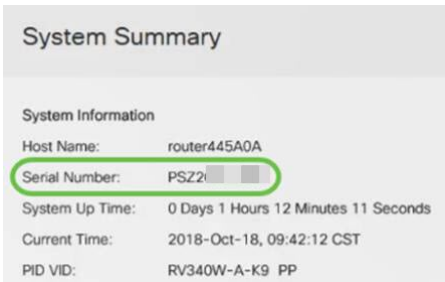 System Summary
System Information
Host Name: router445A0A
Serial Number: PSZ2
System Up Time: 0 Days 1 Hours 12 Minutes 11 Seconds
Current Time: 2018-Oct-18, 09:42:12 CST
PID VID: RV340W-A-K9 PP